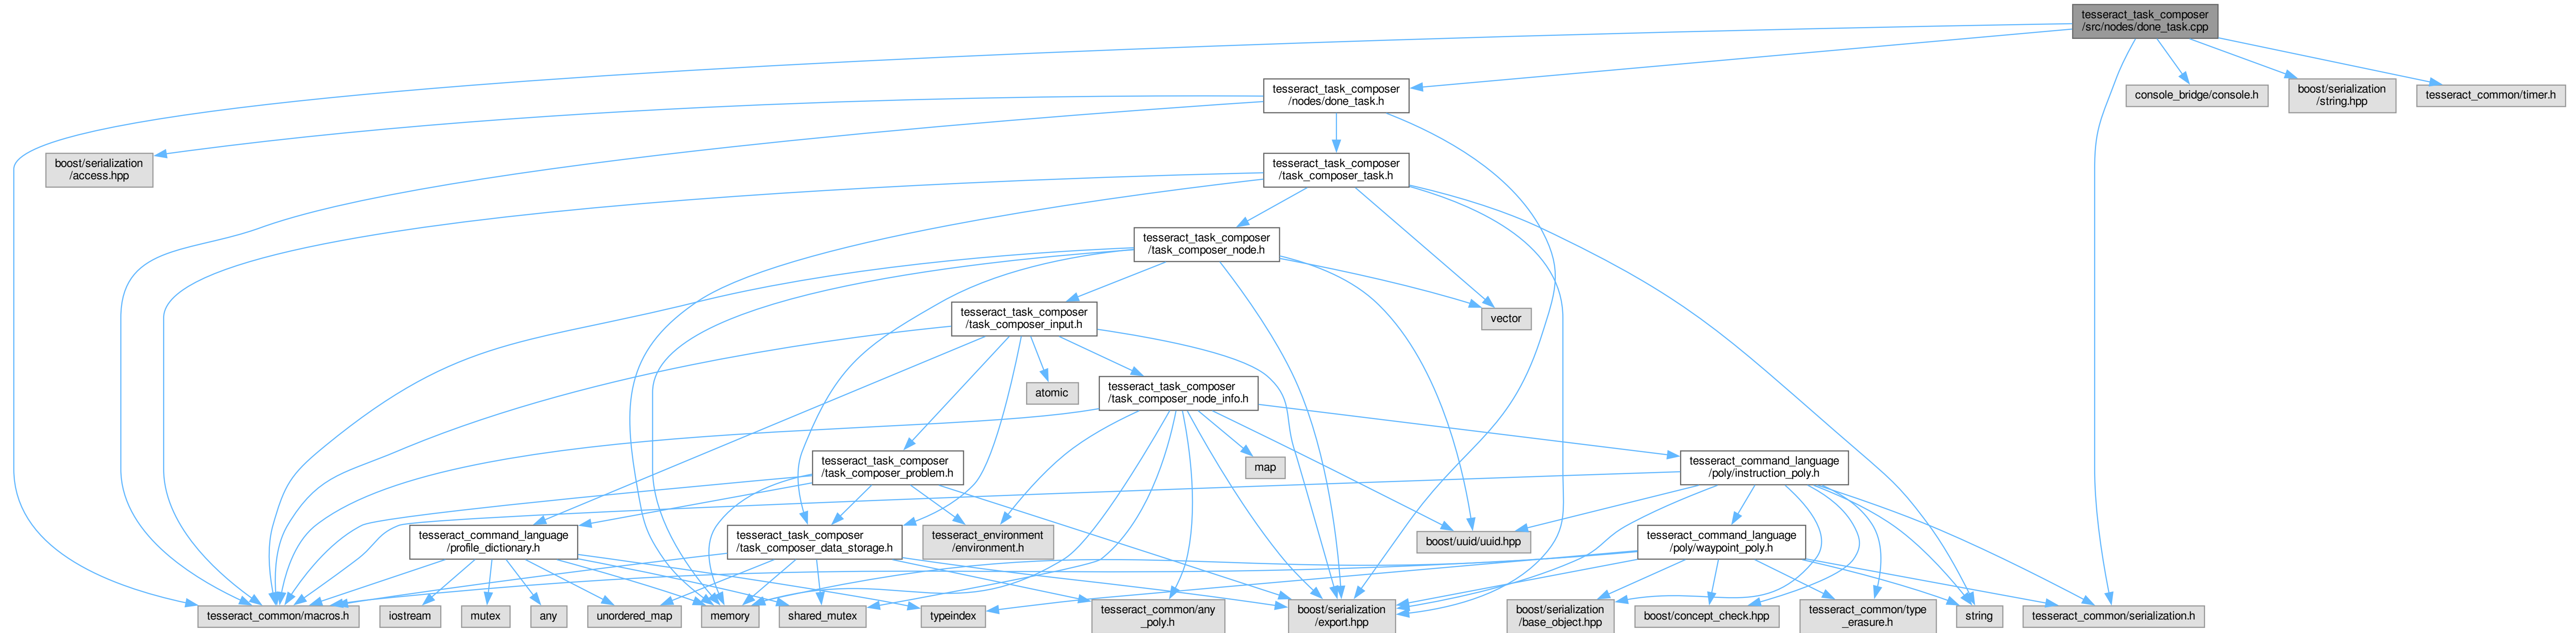 tesseract_task_composer
/src/nodes/done_task.cpp
tesseract_task_composer
/nodes/done_task.h
console_bridge/console.h
boost/serialization
/string.hpp
tesseract_common/timer.h
boost/serialization
/access.hpp
tesseract_task_composer
/task_composer_task.h
tesseract_task_composer
/task_composer_node.h
tesseract_task_composer
/task_composer_input.h
vector
atomic
tesseract_task_composer
/task_composer_node_info.h
tesseract_task_composer
/task_composer_problem.h
map
tesseract_command_language
/poly/instruction_poly.h
tesseract_command_language
/profile_dictionary.h
tesseract_task_composer
/task_composer_data_storage.h
tesseract_environment
/environment.h
boost/uuid/uuid.hpp
tesseract_command_language
/poly/waypoint_poly.h
tesseract_common/macros.h
iostream
mutex
any
unordered_map
memory
shared_mutex
typeindex
tesseract_common/any
_poly.h
boost/serialization
/export.hpp
boost/serialization
/base_object.hpp
boost/concept_check.hpp
tesseract_common/type
_erasure.h
string
tesseract_common/serialization.h